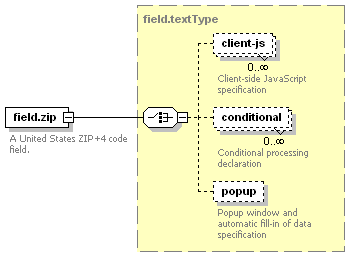 field.textType
client-js
0..∞
Client-side JavaScript
specification
field.zip
A United States ZIP+4 code
field.
conditional
0..∞
Conditional processing
declaration
popup
Popup window and
automatic fill-in of data
specification